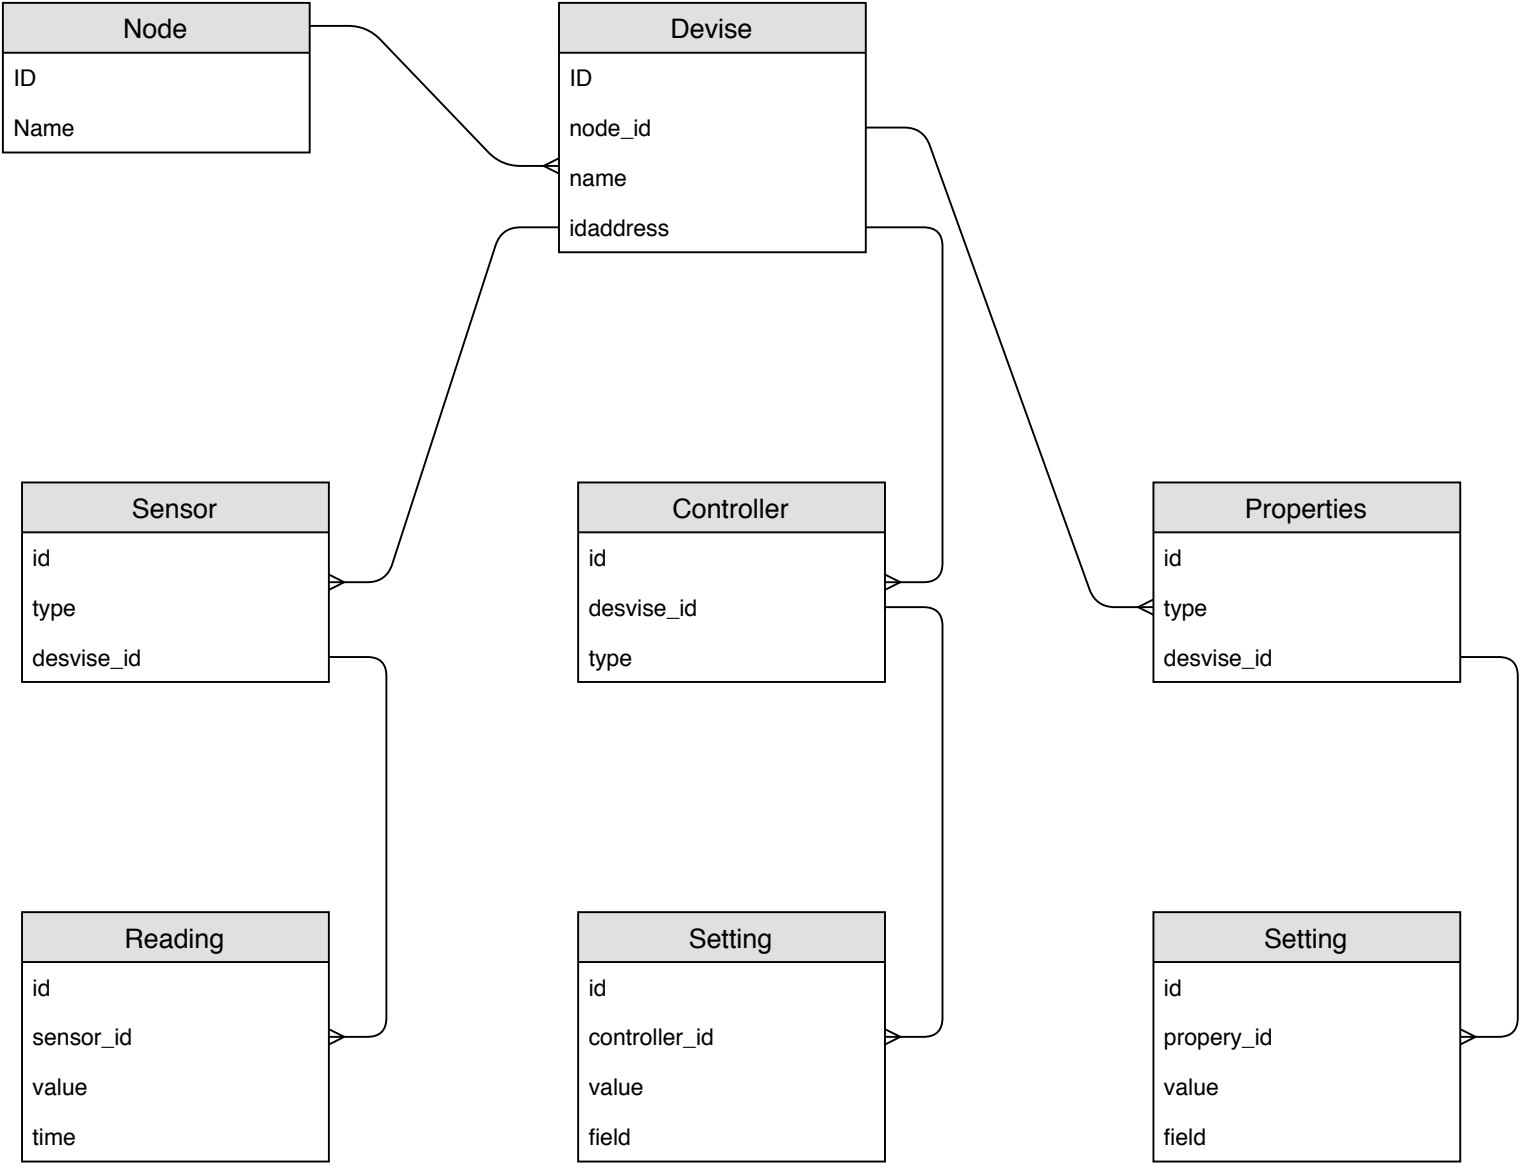 Node
ID
Name
Devise
ID
node_id
name
idaddress
Sensor
id
type
desvise_id
Controller
id
desvise_id
type
Properties
id
type
desvise_id
Reading
id
sensor_id
value
time
Setting
id
controller_id
value
field
Setting
id
propery_id
value
field